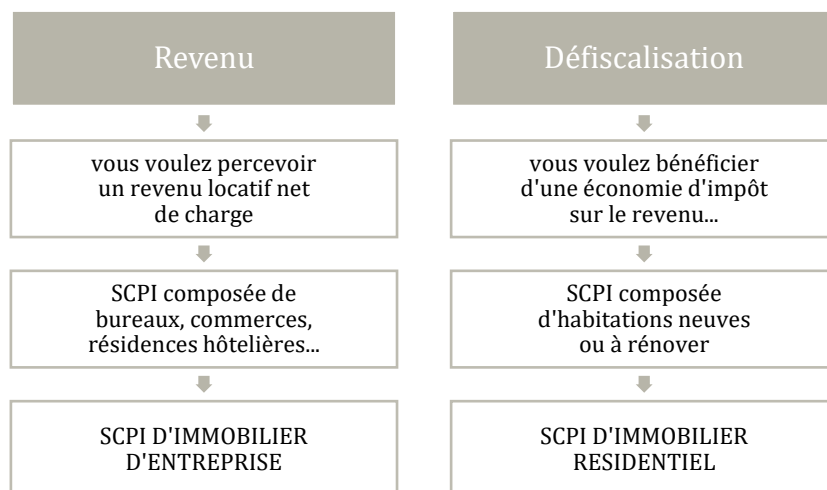 Revenu
vous voulez percevoir
un revenu locatif net
de charge
SCPI composée de
bureaux, commerces,
résidences hôtelières...
SCPI D'IMMOBILIER
D'ENTREPRISE
Défiscalisation
vous voulez bénéficier
d'une économie d'impôt
sur le revenu...
SCPI composée
d'habitations neuves
ou à rénover
SCPI D'IMMOBILIER
RESIDENTIEL